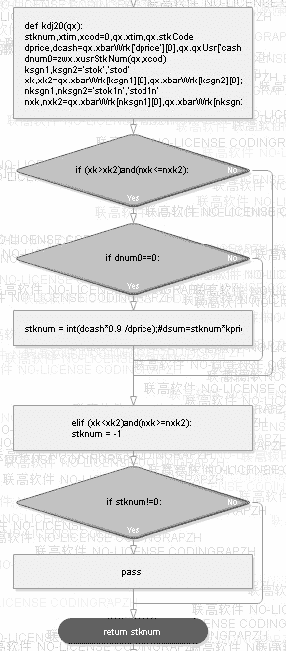 def kdj20(qx):
stknum,xtim,xcod=0,qx.xtim,qx.stkCode
dprice,dcash=qx.xbarWrk['dprice'][0],qx.qxUsr['cash
dnum0=zwx.xusrStkNum(qx,xcod)
ksgn1,ksgn2='stok','stod'
xk,xk2=qx.xbarWrk[ksgn1][0],qx.xbarWrk[ksgn2][0];
nksgn1,nksgn2='stok1n','stod1n'
nxk,nxk2=qx.xbarWrk[nksgn1][0],qx.xbarWrk[nksgn2
if (xk>xk2)and(nxk<=nxk2):
No
Yes
if dnum0==0:
No
Yes
stknum = int(dcash*0.9 /dprice);#dsum=stknum*kpric
elif (xk<xk2)and(nxk>=nxk2):
stknum = -1
if stknum!=0:
No
Yes
pass
return stknum
联高软件 NO-LICENSE CODINGRAPZH